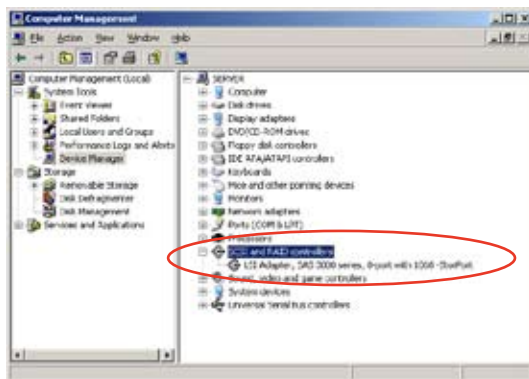 Computer Management
File Action View Window Help
Computer Management (Local)
System Tools
Event Viewer
Shared Folders
Local Users and Groups
Performance Logs and Alerts
Device Manager
Storage
Removable Storage
Disk Defragmenter
Disk Management
Services and Applications
SERVER
Computer
Disk drives
Display adapters
DVD/CD-ROM drives
Floppy disk controllers
IDE ATA/ATAPI controllers
Keyboards
Mice and other pointing devices
Monitors
Network adapters
Ports (COM & LPT)
Processors
SCSI and RAID controllers
LSI Adapter, SAS 3000 series, 8-port with 1068 -StorPort
Sound, video and game controllers
System devices
Universal Serial Bus controllers